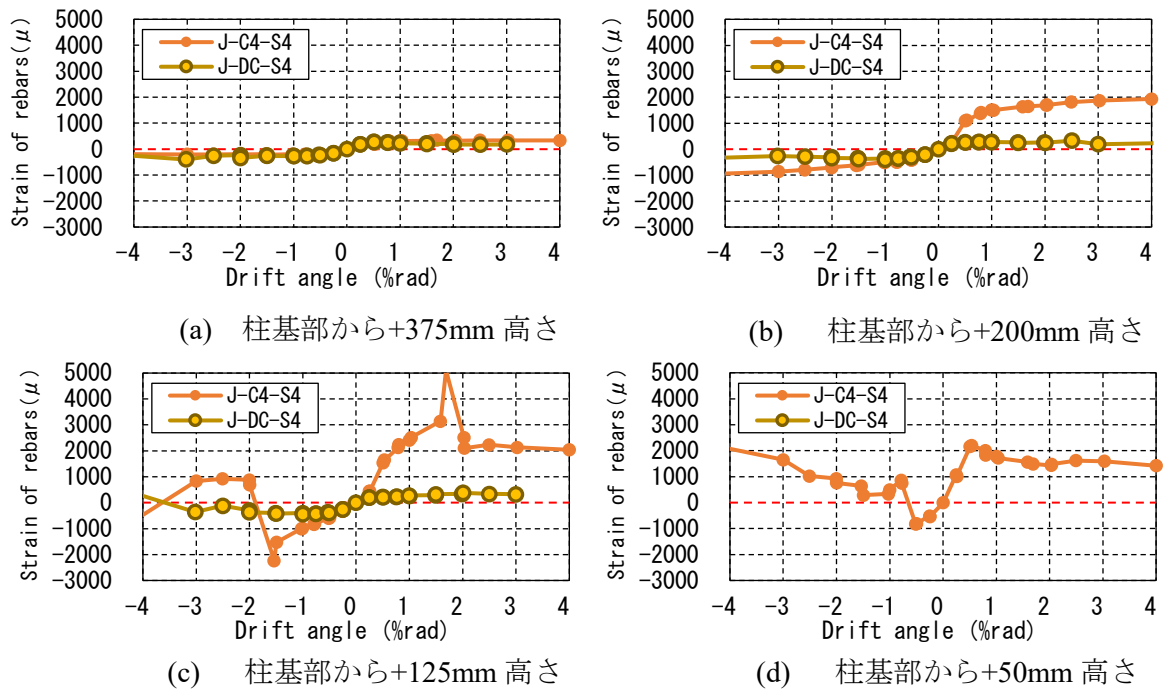 5000
4000
3000
2000
1000
0
-1000
-2000
-3000
Strain of rebars(μ)
J-C4-S4
J-DC-S4
-4 -3 -2 -1 0 1 2 3 4
Drift angle (%rad)
(a) 柱基部から+375mm 高さ
5000
4000
3000
2000
1000
0
-1000
-2000
-3000
Strain of rebars(μ)
J-C4-S4
J-DC-S4
-4 -3 -2 -1 0 1 2 3 4
Drift angle (%rad)
(b) 柱基部から+200mm 高さ
5000
4000
3000
2000
1000
0
-1000
-2000
-3000
Strain of rebars(μ)
J-C4-S4
J-DC-S4
-4 -3 -2 -1 0 1 2 3 4
Drift angle (%rad)
(c) 柱基部から+125mm 高さ
5000
4000
3000
2000
1000
0
-1000
-2000
-3000
Strain of rebars(μ)
J-C4-S4
J-DC-S4
-4 -3 -2 -1 0 1 2 3 4
Drift angle (%rad)
(d) 柱基部から+50mm 高さ